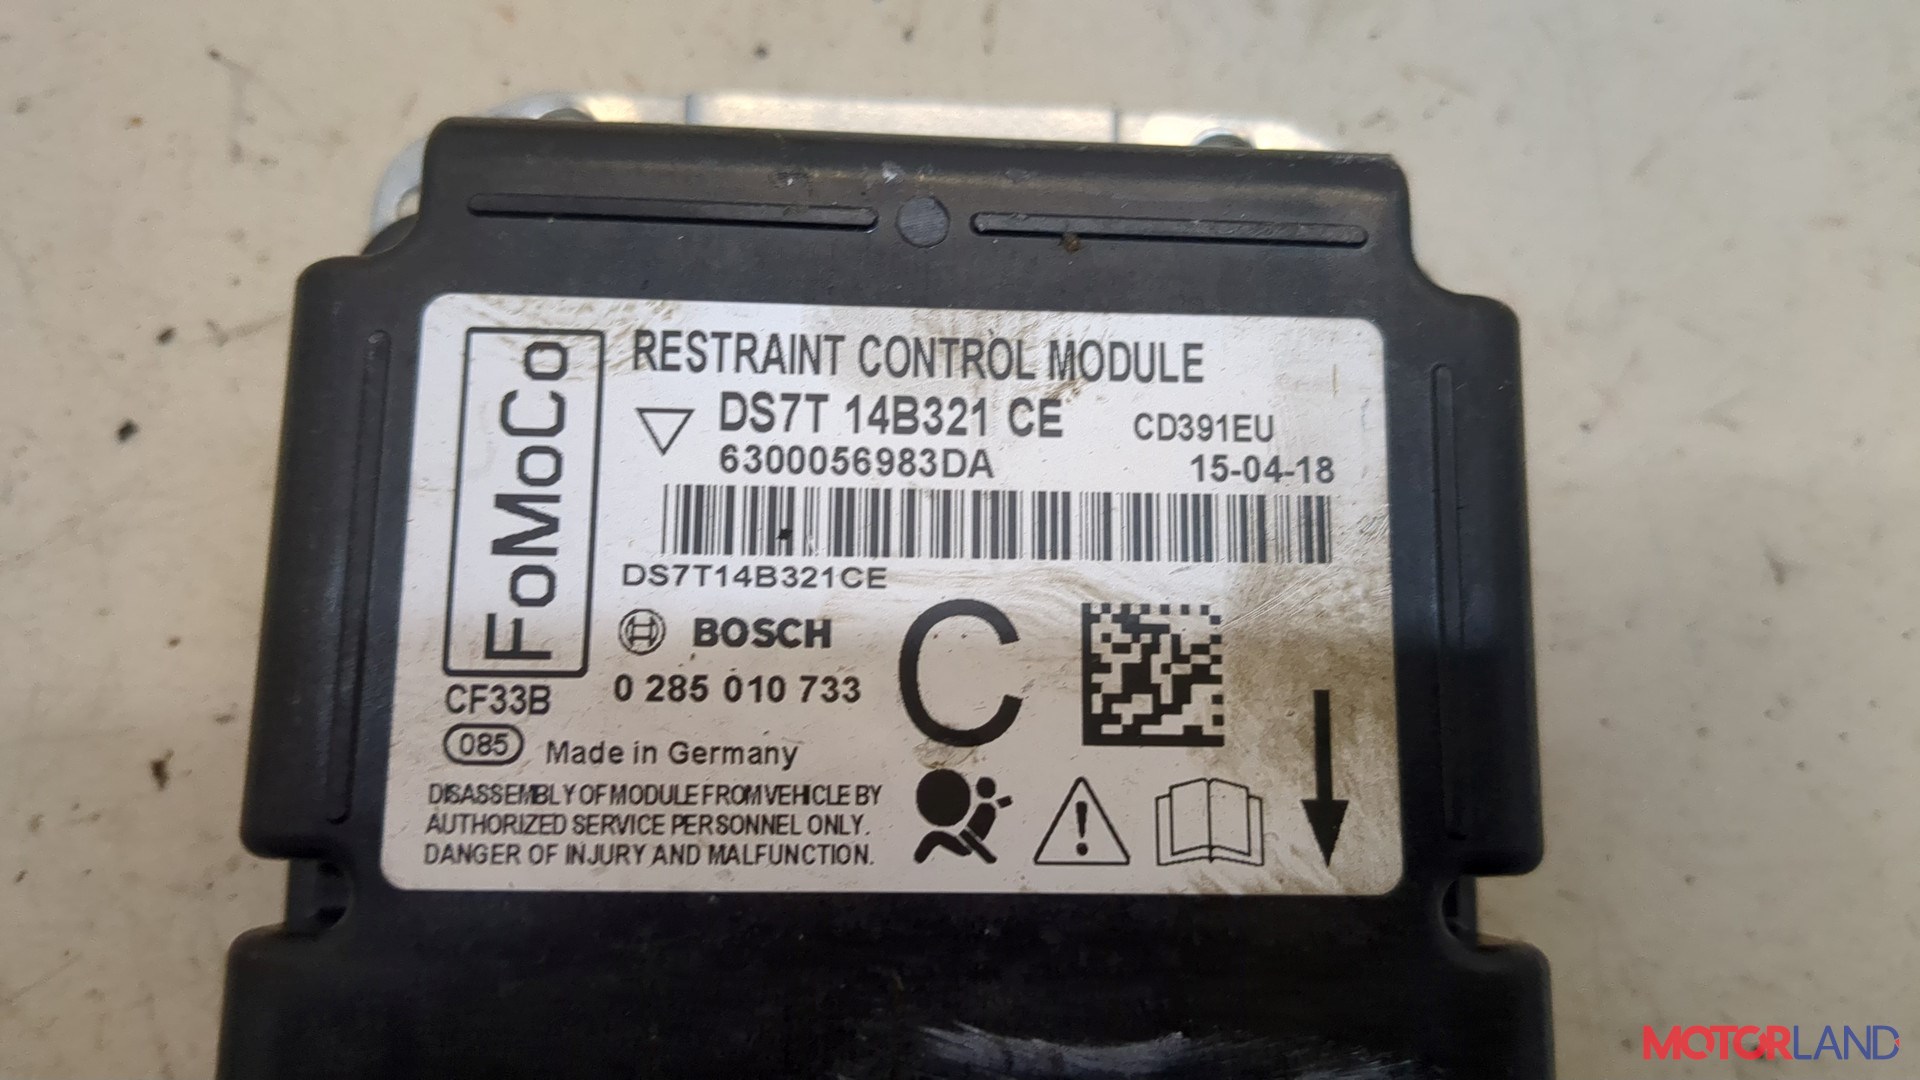 FoMoCo
RESTRAINT CONTROL MODULE
DS7T 14B321 CE CD391EU
6300056983DA 15-04-18
DS7T14B321CE
BOSCH
0 285 010 733
C
CF33B
085
Made in Germany
DISASSEMBLY OF MODULE FROM VEHICLE BY
AUTHORIZED SERVICE PERSONNEL ONLY.
DANGER OF INJURY AND MALFUNCTION.
MOTORLAND